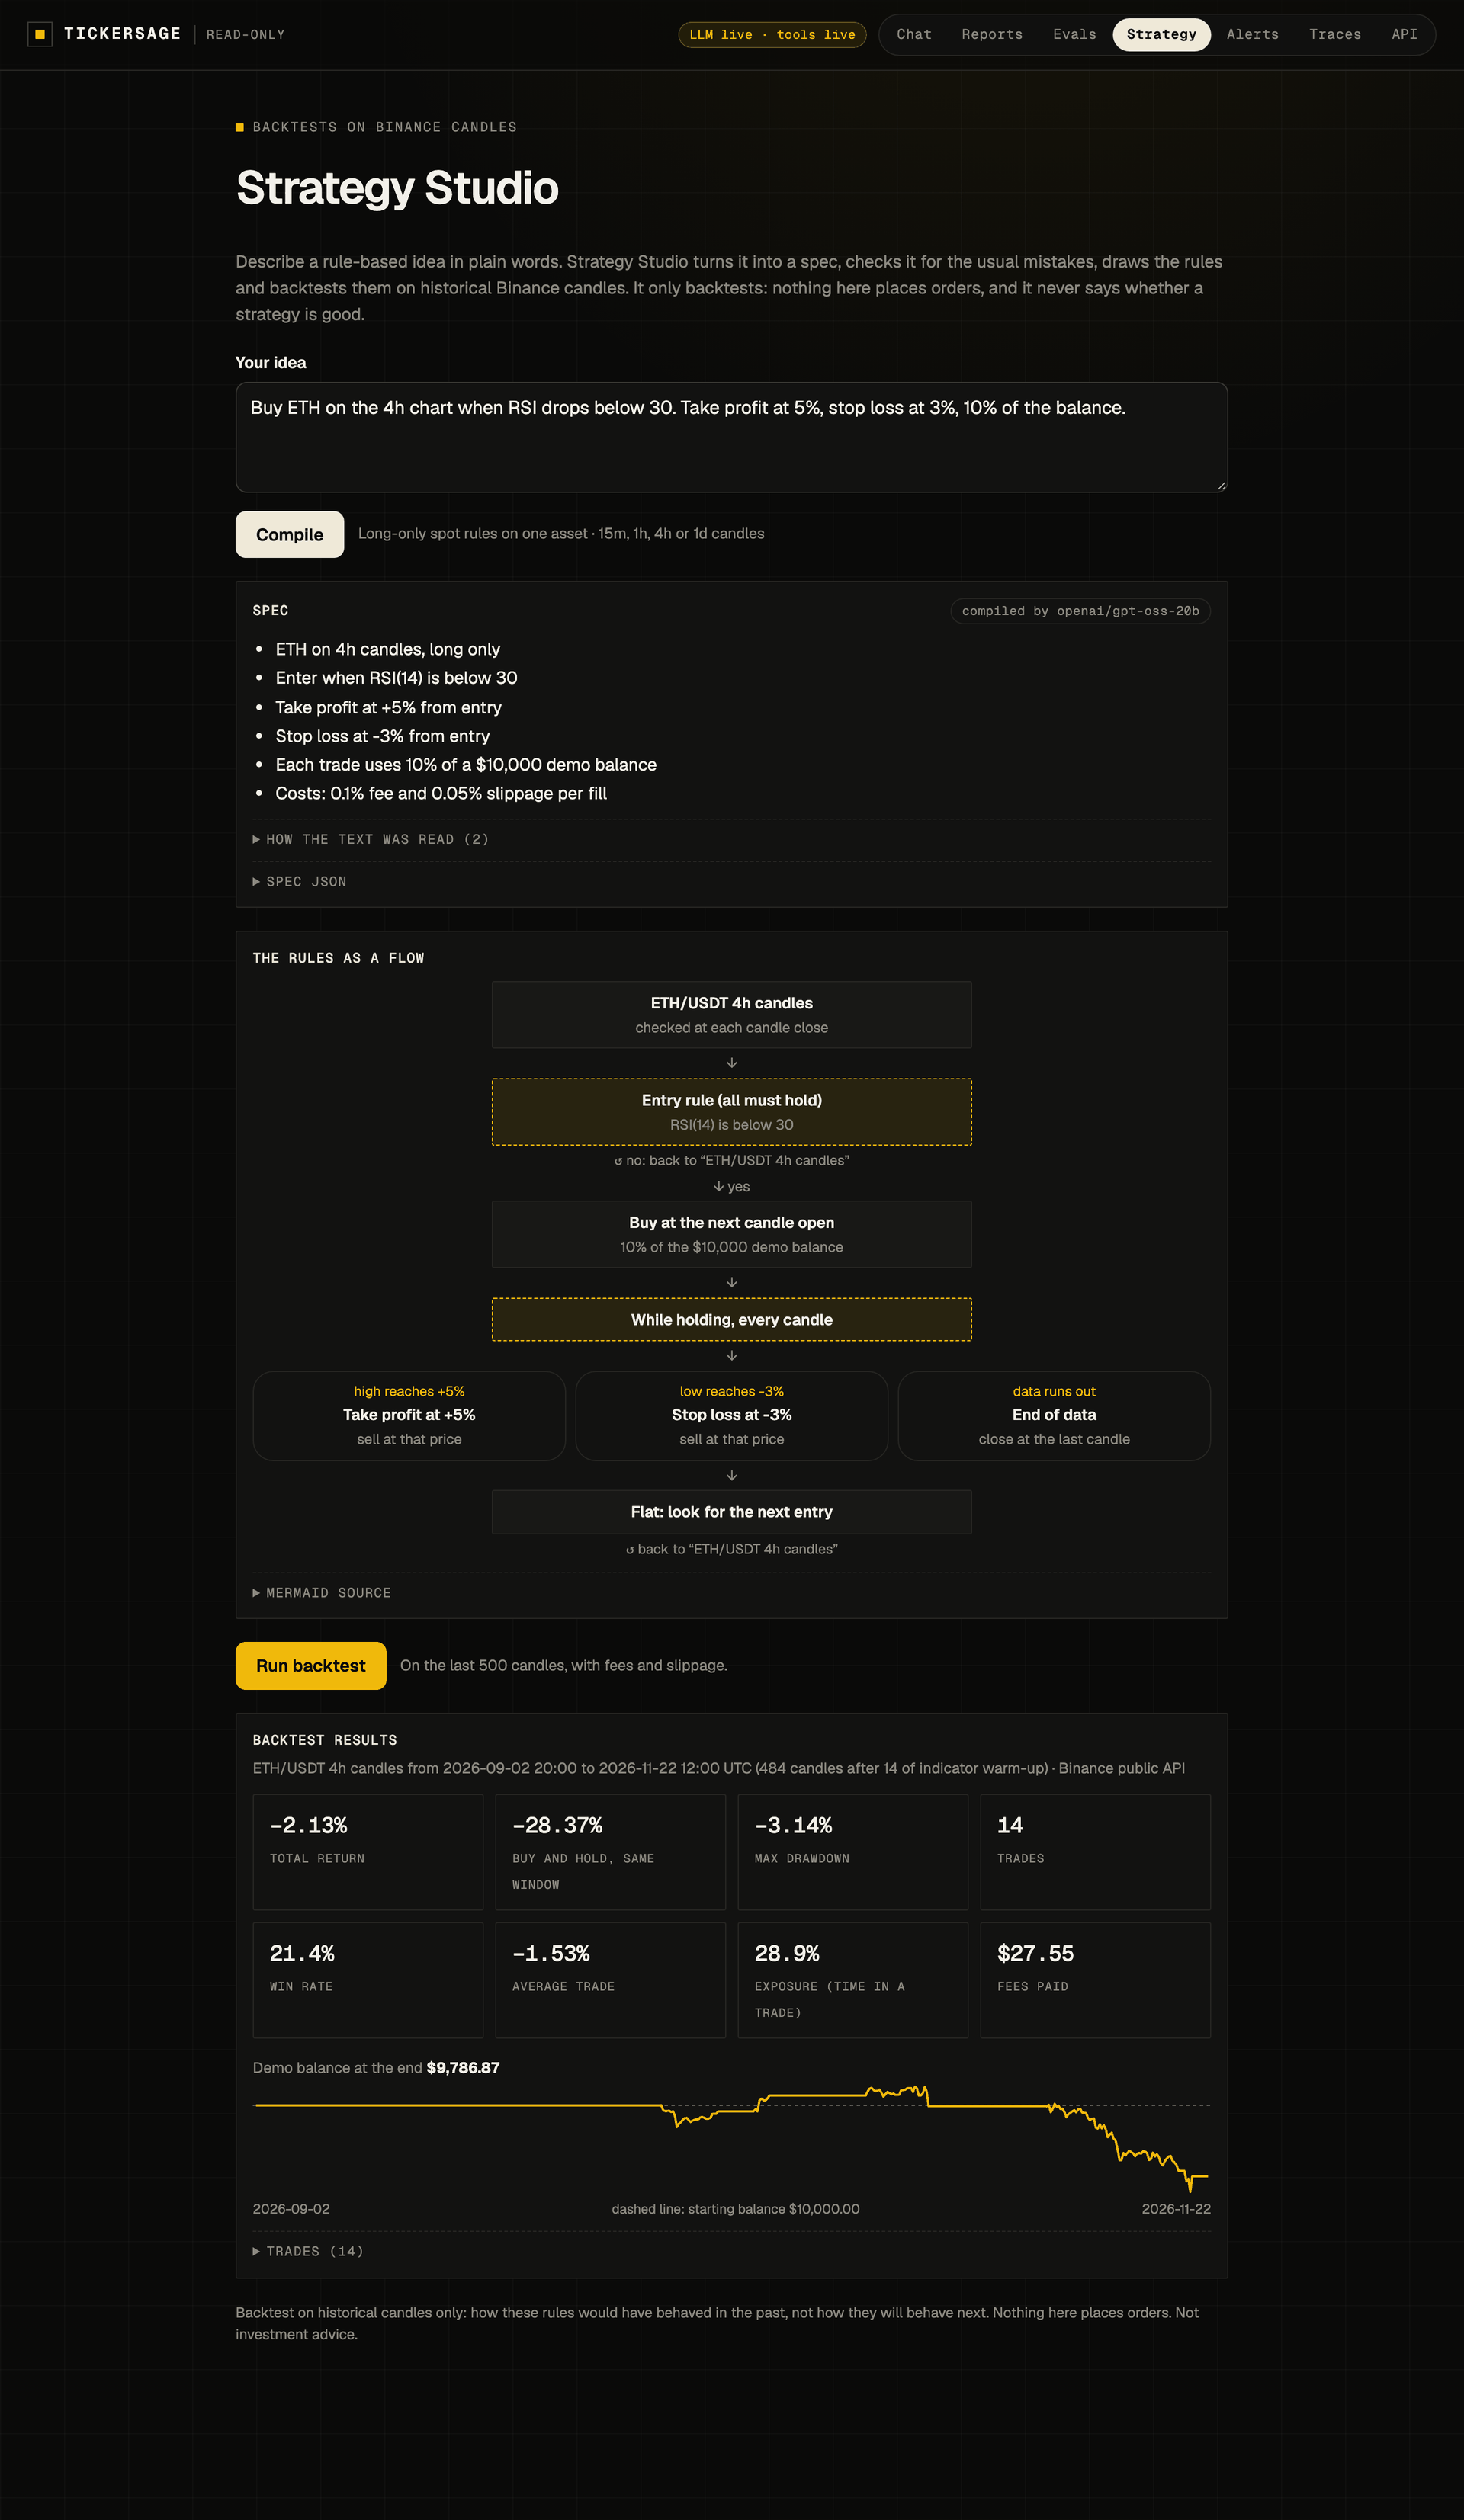 TICKERSAGE
READ-ONLY
LLM live · tools live
Chat
Reports
Evals
Strategy
Alerts
Traces
API
BACKTESTS ON BINANCE CANDLES
Strategy Studio
Describe a rule-based idea in plain words. Strategy Studio turns it into a spec, checks it for the usual mistakes, draws the rules
and backtests them on historical Binance candles. It only backtests: nothing here places orders, and it never says whether a
strategy is good.
Your idea
Buy ETH on the 4h chart when RSI drops below 30. Take profit at 5%, stop loss at 3%, 10% of the balance.
Compile
Long-only spot rules on one asset · 15m, 1h, 4h or 1d candles
SPEC
compiled by openai/gpt-oss-20b
• ETH on 4h candles, long only
• Enter when RSI(14) is below 30
• Take profit at +5% from entry
• Stop loss at -3% from entry
• Each trade uses 10% of a $10,000 demo balance
• Costs: 0.1% fee and 0.05% slippage per fill
▶ HOW THE TEXT WAS READ (2)
▶ SPEC JSON
THE RULES AS A FLOW
ETH/USDT 4h candles
checked at each candle close
↓
Entry rule (all must hold)
RSI(14) is below 30
↺ no: back to “ETH/USDT 4h candles”
↓ yes
Buy at the next candle open
10% of the $10,000 demo balance
↓
While holding, every candle
↓
high reaches +5%
Take profit at +5%
sell at that price
low reaches -3%
Stop loss at -3%
sell at that price
data runs out
End of data
close at the last candle
↓
Flat: look for the next entry
↺ back to “ETH/USDT 4h candles”
▶ MERMAID SOURCE
Run backtest
On the last 500 candles, with fees and slippage.
BACKTEST RESULTS
ETH/USDT 4h candles from 2026-09-02 20:00 to 2026-11-22 12:00 UTC (484 candles after 14 of indicator warm-up) · Binance public API
−2.13%
TOTAL RETURN
−28.37%
BUY AND HOLD, SAME
WINDOW
−3.14%
MAX DRAWDOWN
14
TRADES
21.4%
WIN RATE
−1.53%
AVERAGE TRADE
28.9%
EXPOSURE (TIME IN A
TRADE)
$27.55
FEES PAID
Demo balance at the end $9,786.87
2026-09-02
dashed line: starting balance $10,000.00
2026-11-22
▶ TRADES (14)
Backtest on historical candles only: how these rules would have behaved in the past, not how they will behave next. Nothing here places orders. Not
investment advice.